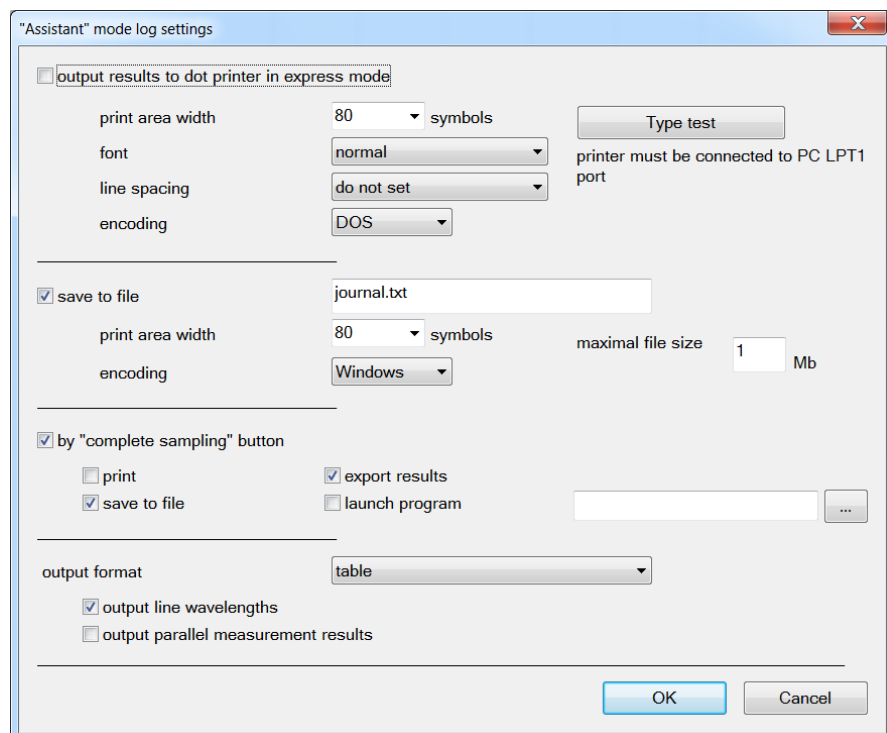 "Assistant" mode log settings
output results to dot printer in express mode
print area width 80 symbols Type test
font normal printer must be connected to PC LPT1
port
line spacing do not set
encoding DOS
save to file journal.txt
print area width 80 symbols maximal file size 1 Mb
encoding Windows
by "complete sampling" button
print export results
save to file launch program ...
output format table
output line wavelengths
output parallel measurement results
OK Cancel